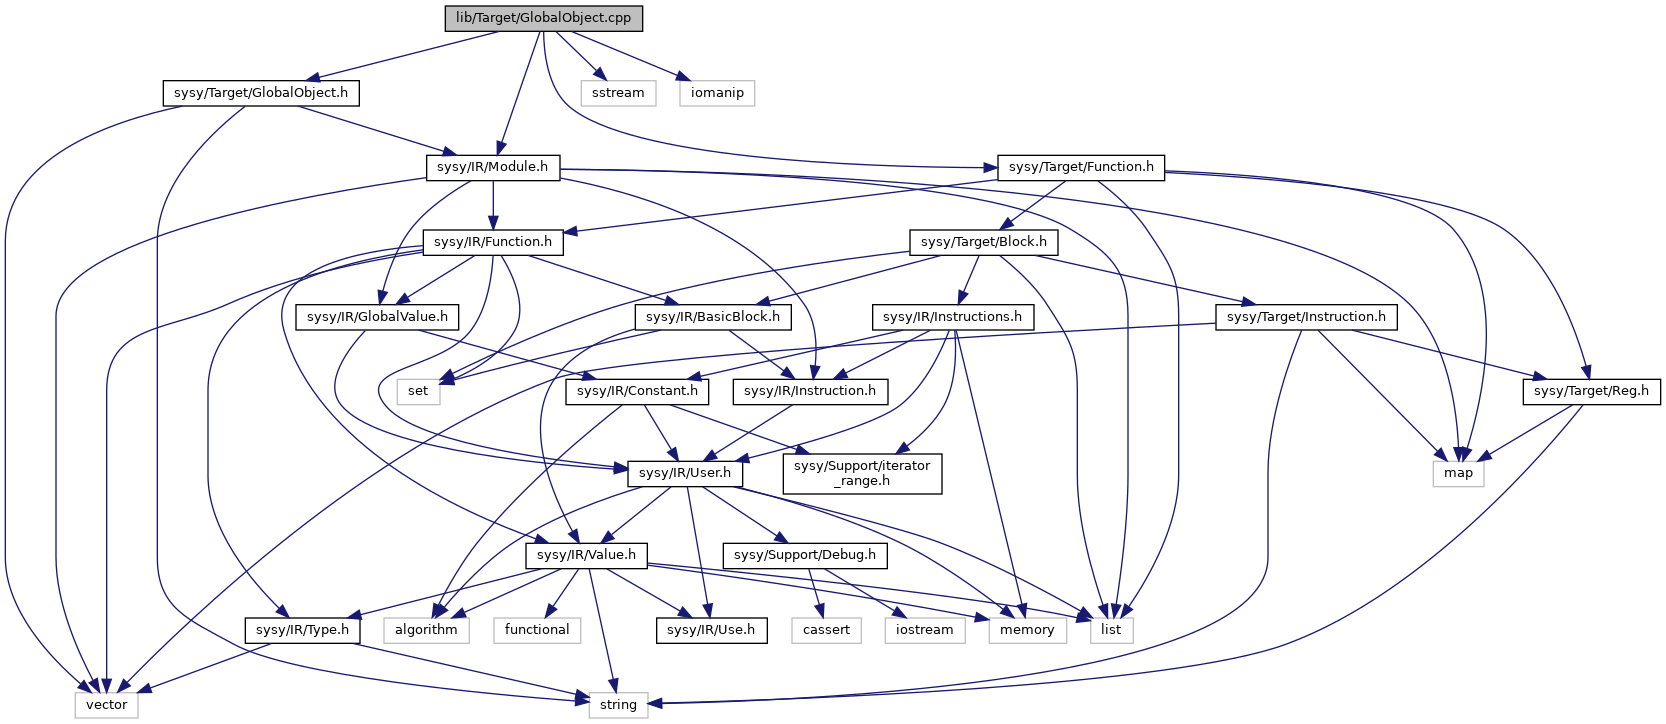 lib/Target/GlobalObject.cpp
sysy/Target/GlobalObject.h
sstream
iomanip
sysy/IR/Module.h
sysy/Target/Function.h
sysy/IR/Function.h
sysy/Target/Block.h
sysy/IR/GlobalValue.h
sysy/IR/BasicBlock.h
sysy/IR/Instructions.h
sysy/Target/Instruction.h
set
sysy/IR/Constant.h
sysy/IR/Instruction.h
sysy/Target/Reg.h
sysy/IR/User.h
sysy/Support/iterator
_range.h
map
sysy/IR/Value.h
sysy/Support/Debug.h
sysy/IR/Type.h
algorithm
functional
sysy/IR/Use.h
cassert
iostream
memory
list
vector
string